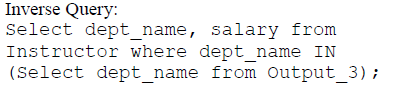 Inverse Query:
Select dept_name, salary from
Instructor where dept_name IN
(Select dept_name from Output_3);